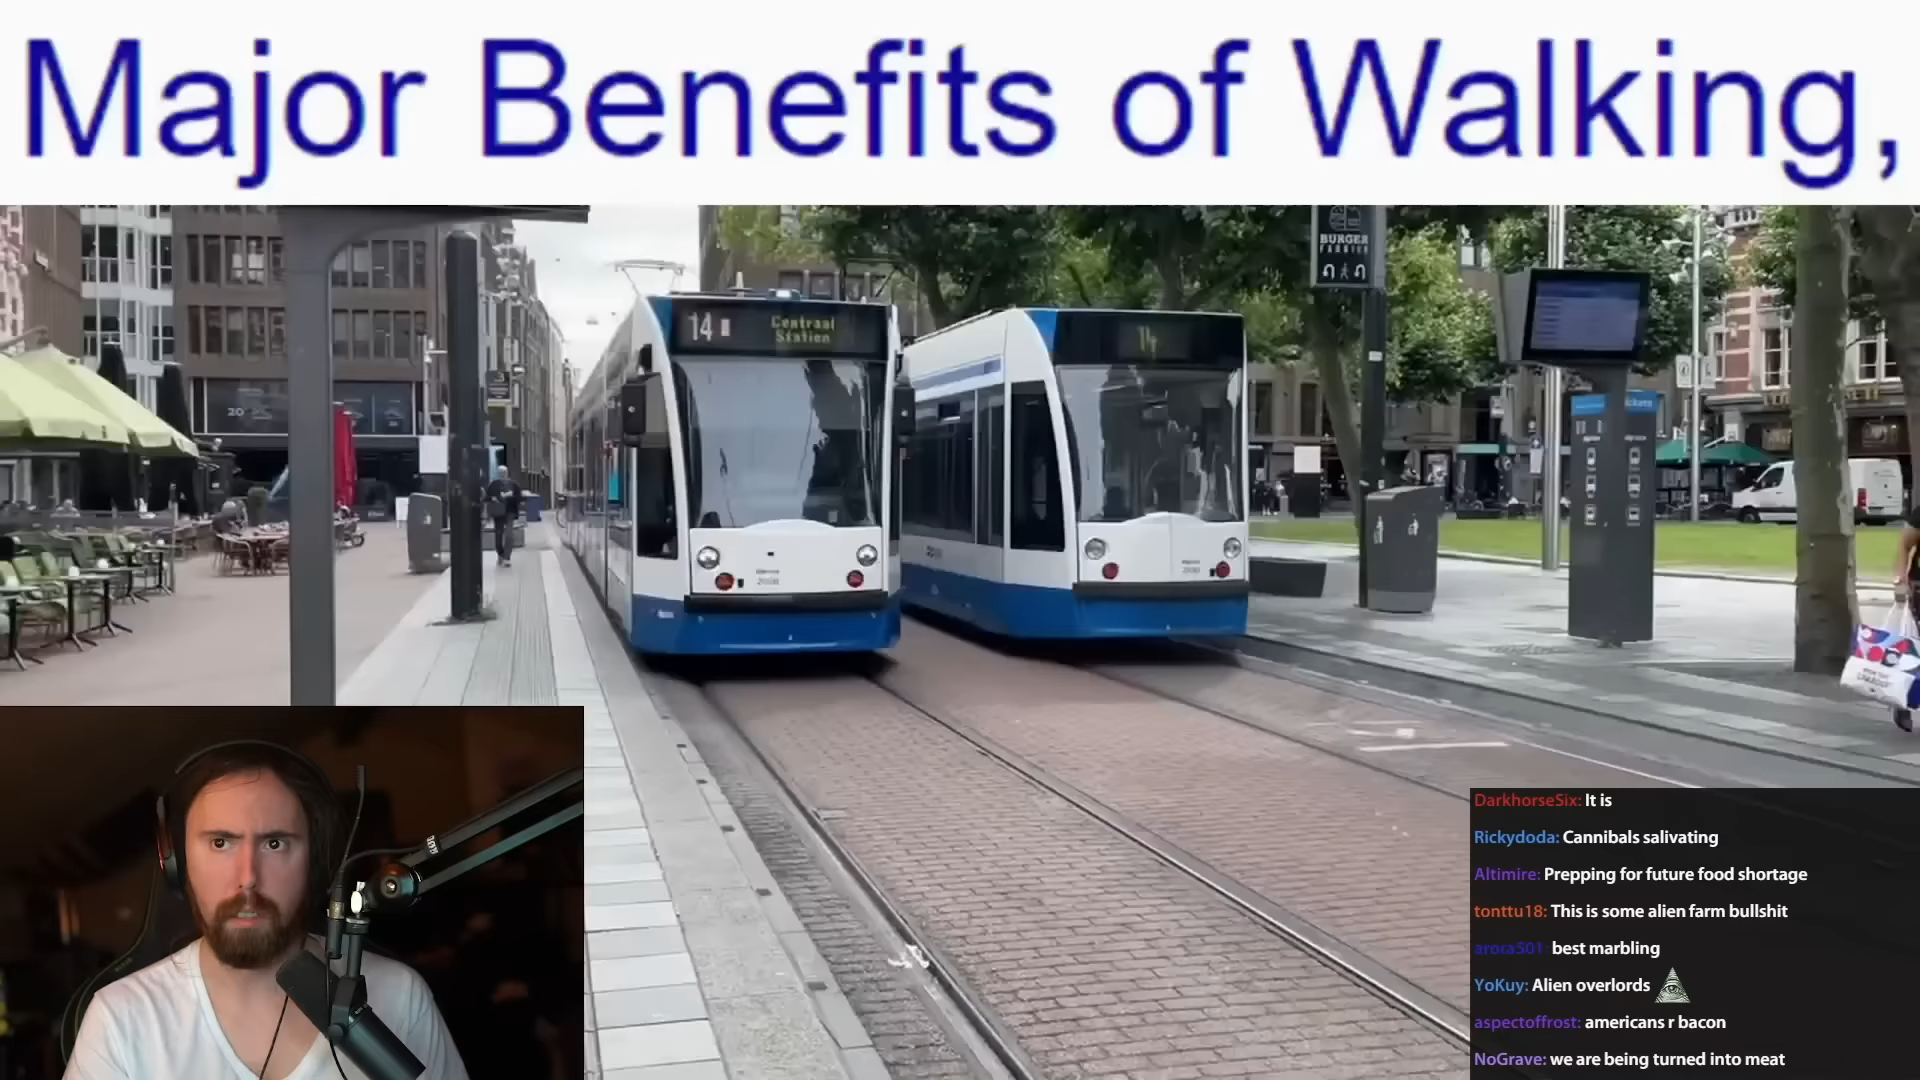 Major Benefits of Walking,
BURGER
14
Centraal
Station
14
20
DarkhorseSix: It is
Rickydoda: Cannibals salivating
Altimire: Prepping for future food shortage
tonttu18: This is some alien farm bullshit
arora501: best marbling
YoKuy: Alien overlords
aspectoffrost: americans r bacon
NoGrave: we are being turned into meat